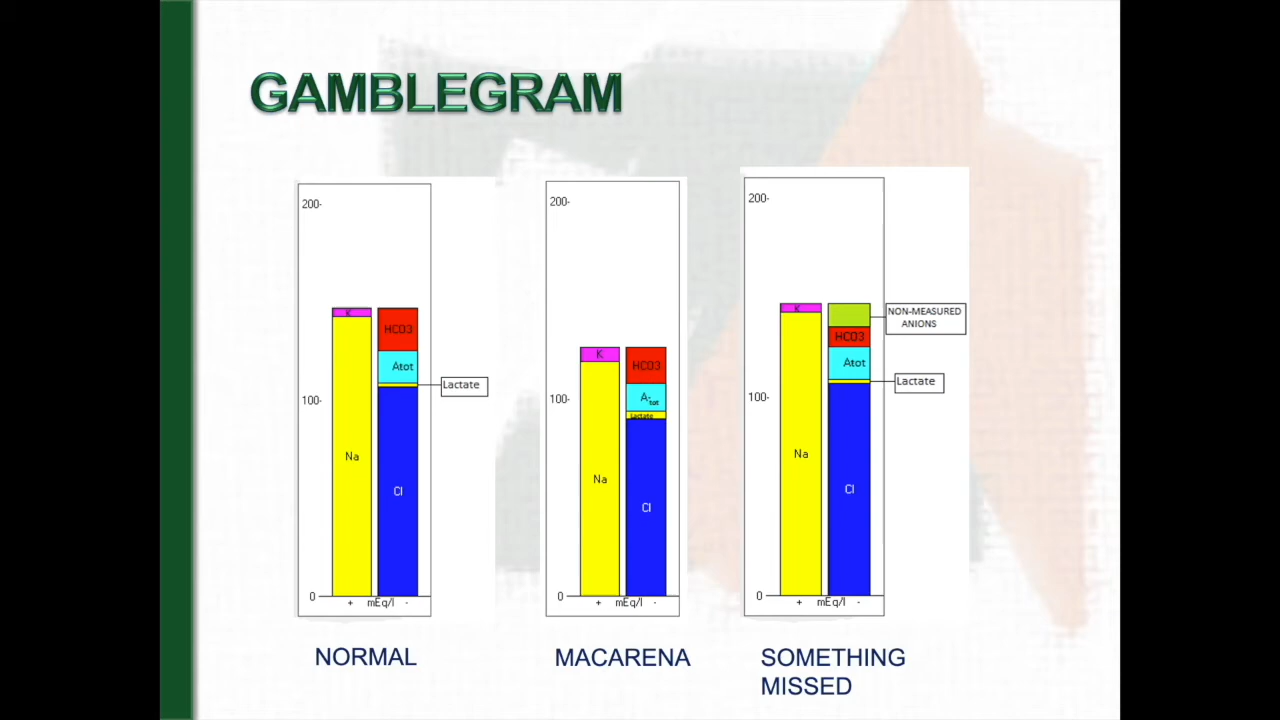 GAMBLEGRAM
200-
K
HCO3
Atot
Lactate
100-
Na
Cl
0
+ mEq/l -
NORMAL
200-
K
HCO3
A-tot
Lactate
100-
Na
Cl
0
+ mEq/l -
MACARENA
200-
K
NON-MEASURED
ANIONS
HCO3
Atot
Lactate
100-
Na
Cl
0
+ mEq/l -
SOMETHING
MISSED